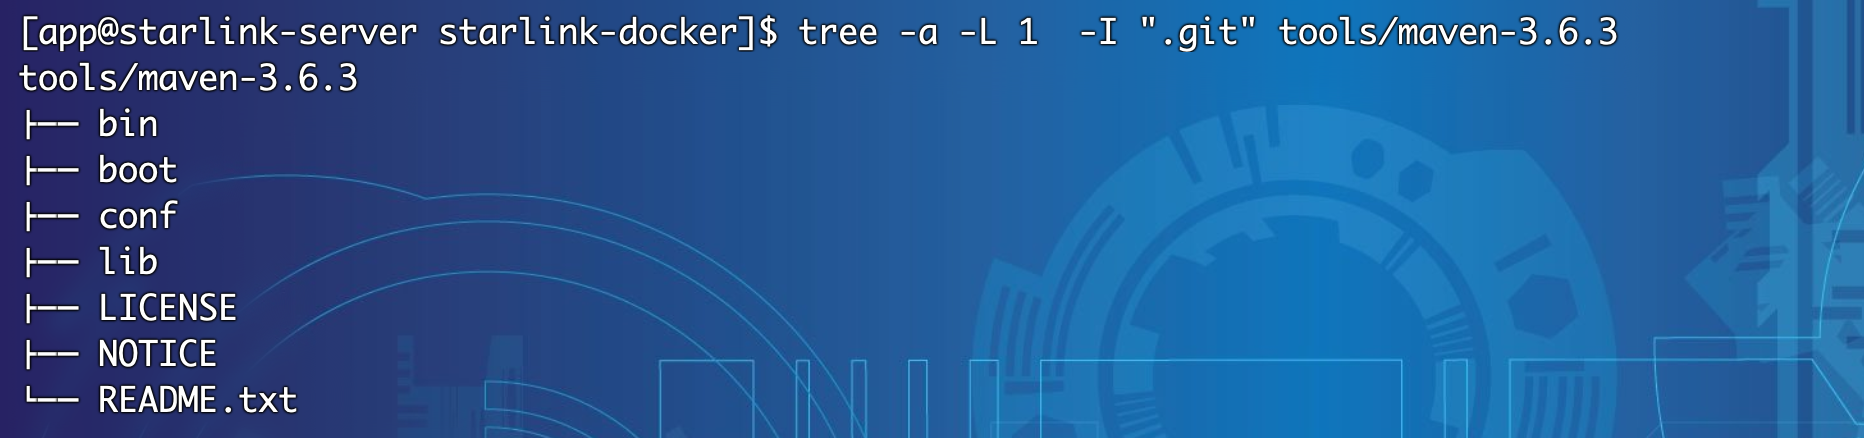 [app@starlink-server starlink-docker]$ tree -a -L 1  -I ".git" tools/maven-3.6.3
tools/maven-3.6.3
├── bin
├── boot
├── conf
├── lib
├── LICENSE
├── NOTICE
└── README.txt